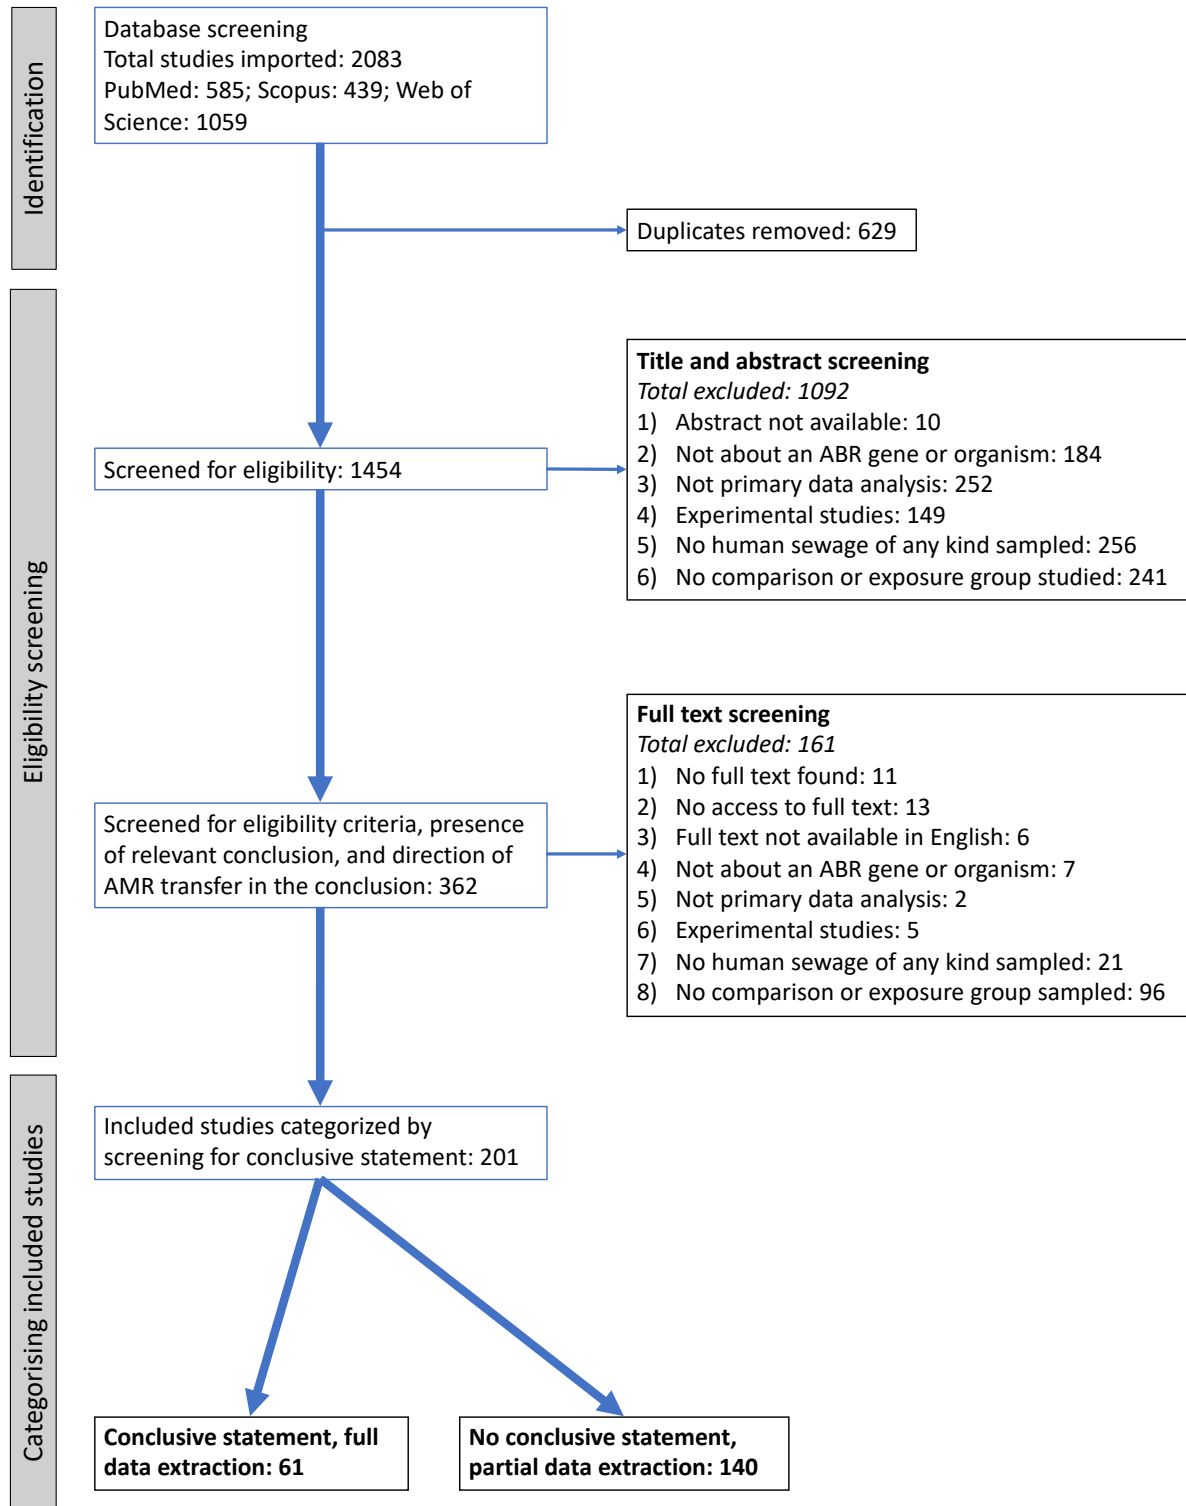 Identification
Database screening
Total studies imported: 2083
PubMed: 585; Scopus: 439; Web of
Science: 1059
Duplicates removed: 629
Eligibility screening
Screened for eligibility: 1454
Title and abstract screening
Total excluded: 1092
1) Abstract not available: 10
2) Not about an ABR gene or organism: 184
3) Not primary data analysis: 252
4) Experimental studies: 149
5) No human sewage of any kind sampled: 256
6) No comparison or exposure group studied: 241
Screened for eligibility criteria, presence
of relevant conclusion, and direction of
AMR transfer in the conclusion: 362
Full text screening
Total excluded: 161
1) No full text found: 11
2) No access to full text: 13
3) Full text not available in English: 6
4) Not about an ABR gene or organism: 7
5) Not primary data analysis: 2
6) Experimental studies: 5
7) No human sewage of any kind sampled: 21
8) No comparison or exposure group sampled: 96
Categorising included studies
Included studies categorized by
screening for conclusive statement: 201
Conclusive statement, full
data extraction: 61
No conclusive statement,
partial data extraction: 140